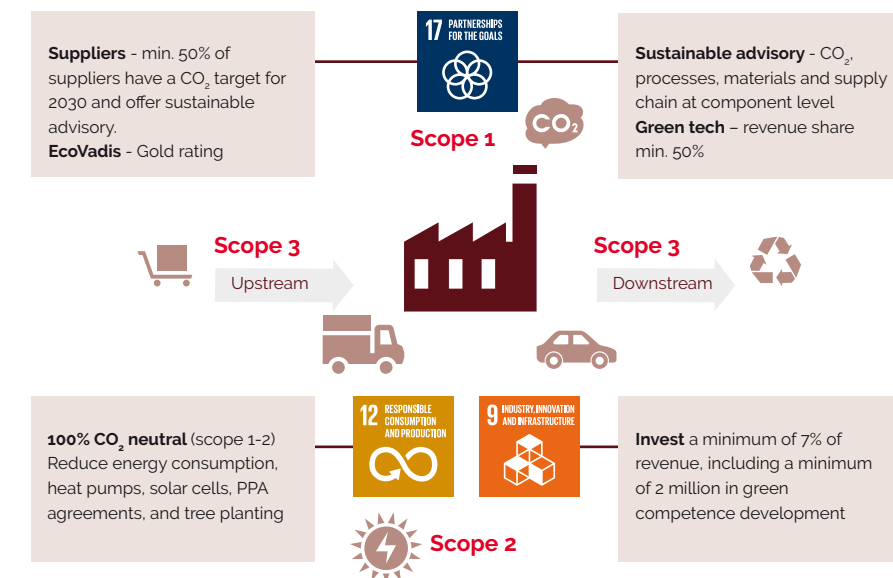 Suppliers - min. 50% of
suppliers have a CO₂ target for
2030 and offer sustainable
advisory.
EcoVadis - Gold rating
17 PARTNERSHIPS
FOR THE GOALS
Sustainable advisory - CO₂,
processes, materials and supply
chain at component level
Green tech – revenue share
min. 50%
Scope 1
CO₂
Scope 3
Upstream
Scope 3
Downstream
100% CO₂ neutral (scope 1-2)
Reduce energy consumption,
heat pumps, solar cells, PPA
agreements, and tree planting
12 RESPONSIBLE
CONSUMPTION
AND PRODUCTION
9 INDUSTRY, INNOVATION
AND INFRASTRUCTURE
Invest a minimum of 7% of
revenue, including a minimum
of 2 million in green
competence development
Scope 2